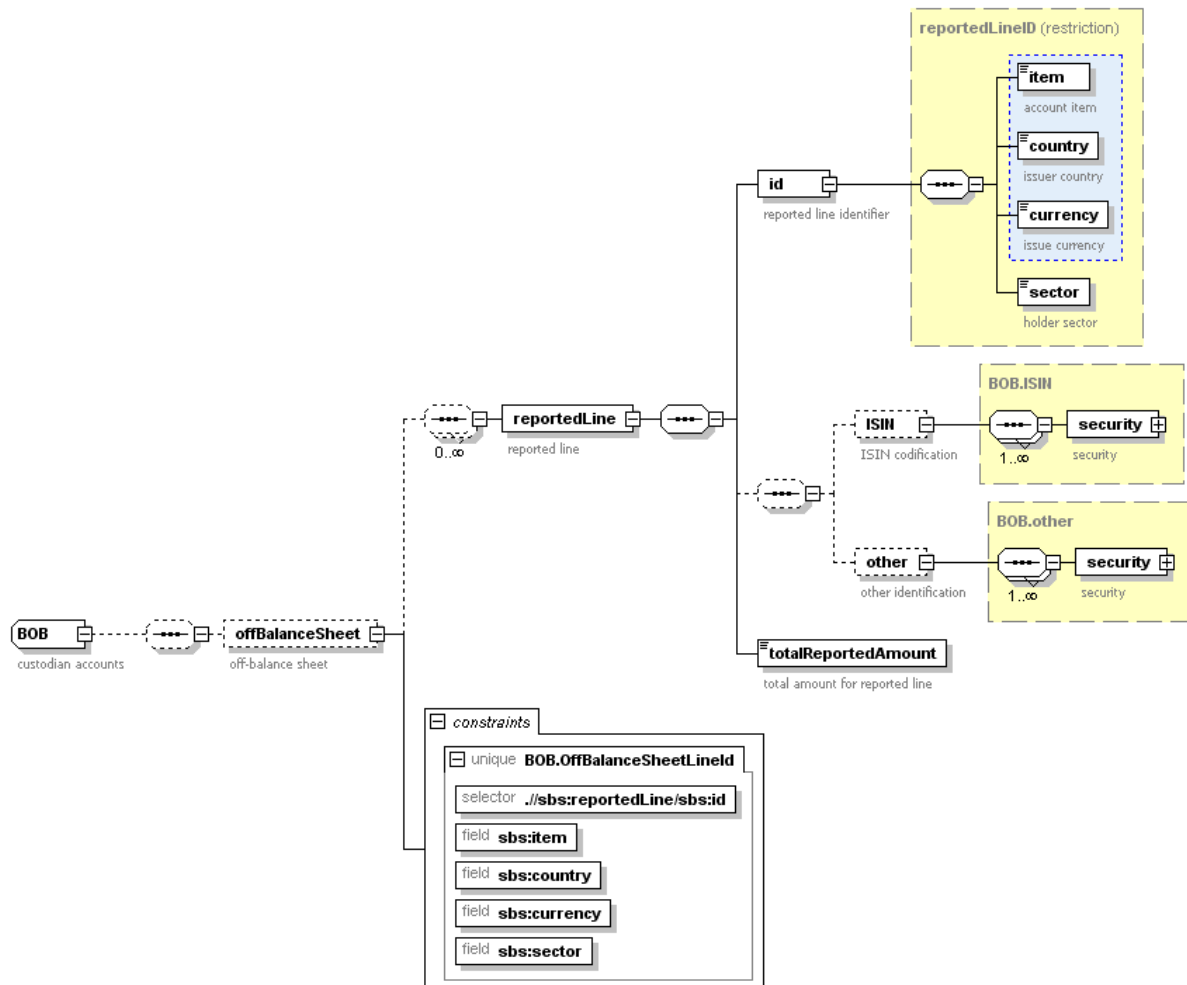 reportedLineID (restriction)
item
account item
country
issuer country
id
reported line identifier
currency
issue currency
sector
holder sector
BOB.ISIN
reportedLine
0..∞
reported line
ISIN
ISIN codification
security
1..∞
security
BOB.other
other
other identification
security
1..∞
security
BOB
custodian accounts
offBalanceSheet
off-balance sheet
totalReportedAmount
total amount for reported line
constraints
unique BOB.OffBalanceSheetLineId
selector .//sbs:reportedLine/sbs:id
field sbs:item
field sbs:country
field sbs:currency
field sbs:sector